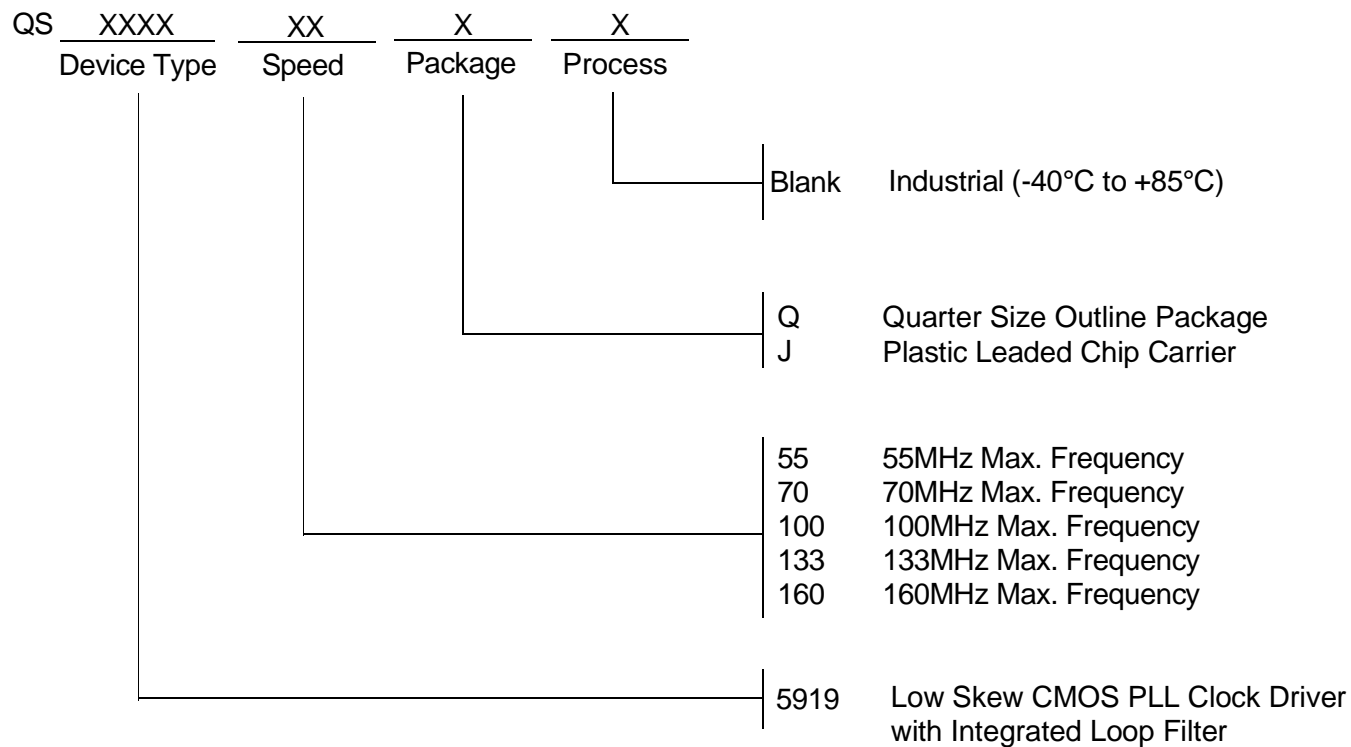 QS XXXX XX X X
Device Type Speed Package Process
Blank Industrial (-40°C to +85°C)
Q Quarter Size Outline Package
J Plastic Leaded Chip Carrier
55 55MHz Max. Frequency
70 70MHz Max. Frequency
100 100MHz Max. Frequency
133 133MHz Max. Frequency
160 160MHz Max. Frequency
5919 Low Skew CMOS PLL Clock Driver
with Integrated Loop Filter